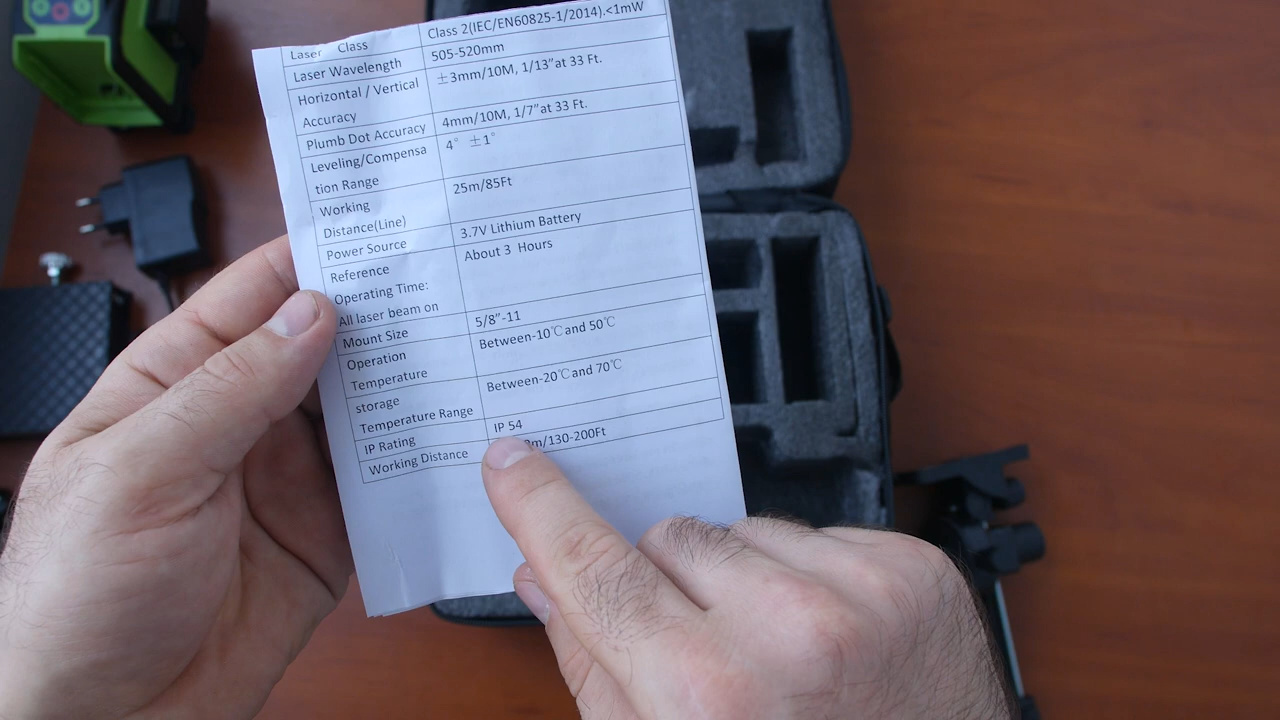 Laser Class Class 2(IEC/EN60825-1/2014).<1mW
Laser Wavelength 505-520mm
Horizontal / Vertical ±3mm/10M, 1/13"at 33 Ft.
Accuracy
Plumb Dot Accuracy 4mm/10M, 1/7"at 33 Ft.
Leveling/Compensa 4° ±1°
tion Range
Working 25m/85Ft
Distance(Line)
Power Source 3.7V Lithium Battery
Reference About 3 Hours
Operating Time:
All laser beam on
Mount Size 5/8"-11
Operation Between-10℃and 50℃
Temperature
storage Between-20℃and 70℃
Temperature Range
IP Rating IP 54
Working Distance m/130-200Ft